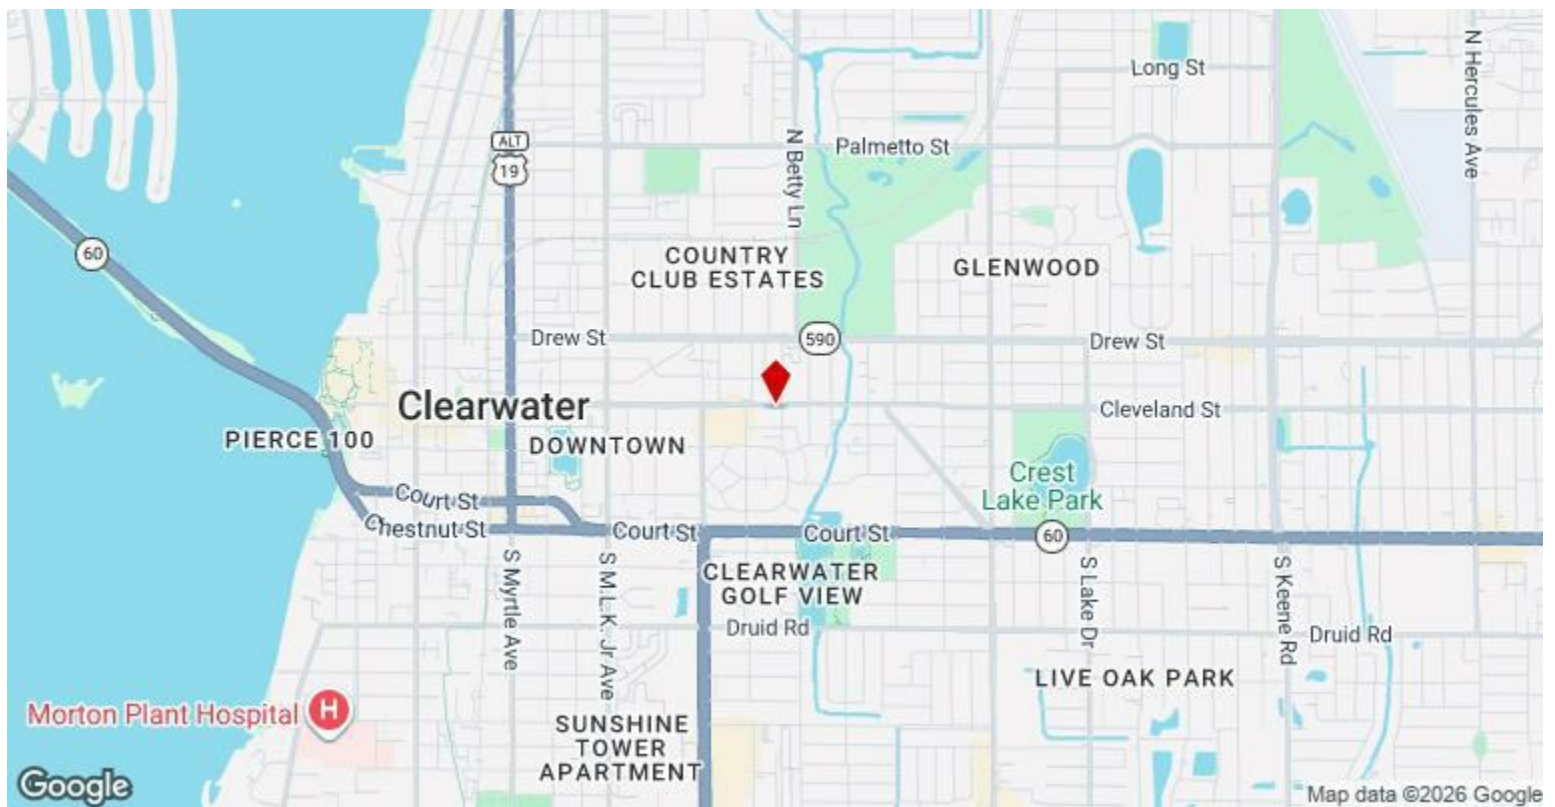 Long St
N Hercules Ave
ALT
19
Palmetto St
N Betty Ln
60
COUNTRY
CLUB ESTATES
GLENWOOD
Drew St
590
Drew St
Clearwater
Cleveland St
PIERCE 100
DOWNTOWN
Crest
Lake Park
Court St
Chestnut St
Court St
Court St
60
S Myrtle Ave
S M.L.K. Jr Ave
CLEARWATER
GOLF VIEW
S Lake Dr
S Keene Rd
Druid Rd
Druid Rd
LIVE OAK PARK
Morton Plant Hospital
H
SUNSHINE
TOWER
APARTMENT
Google
Map data ©2026 Google